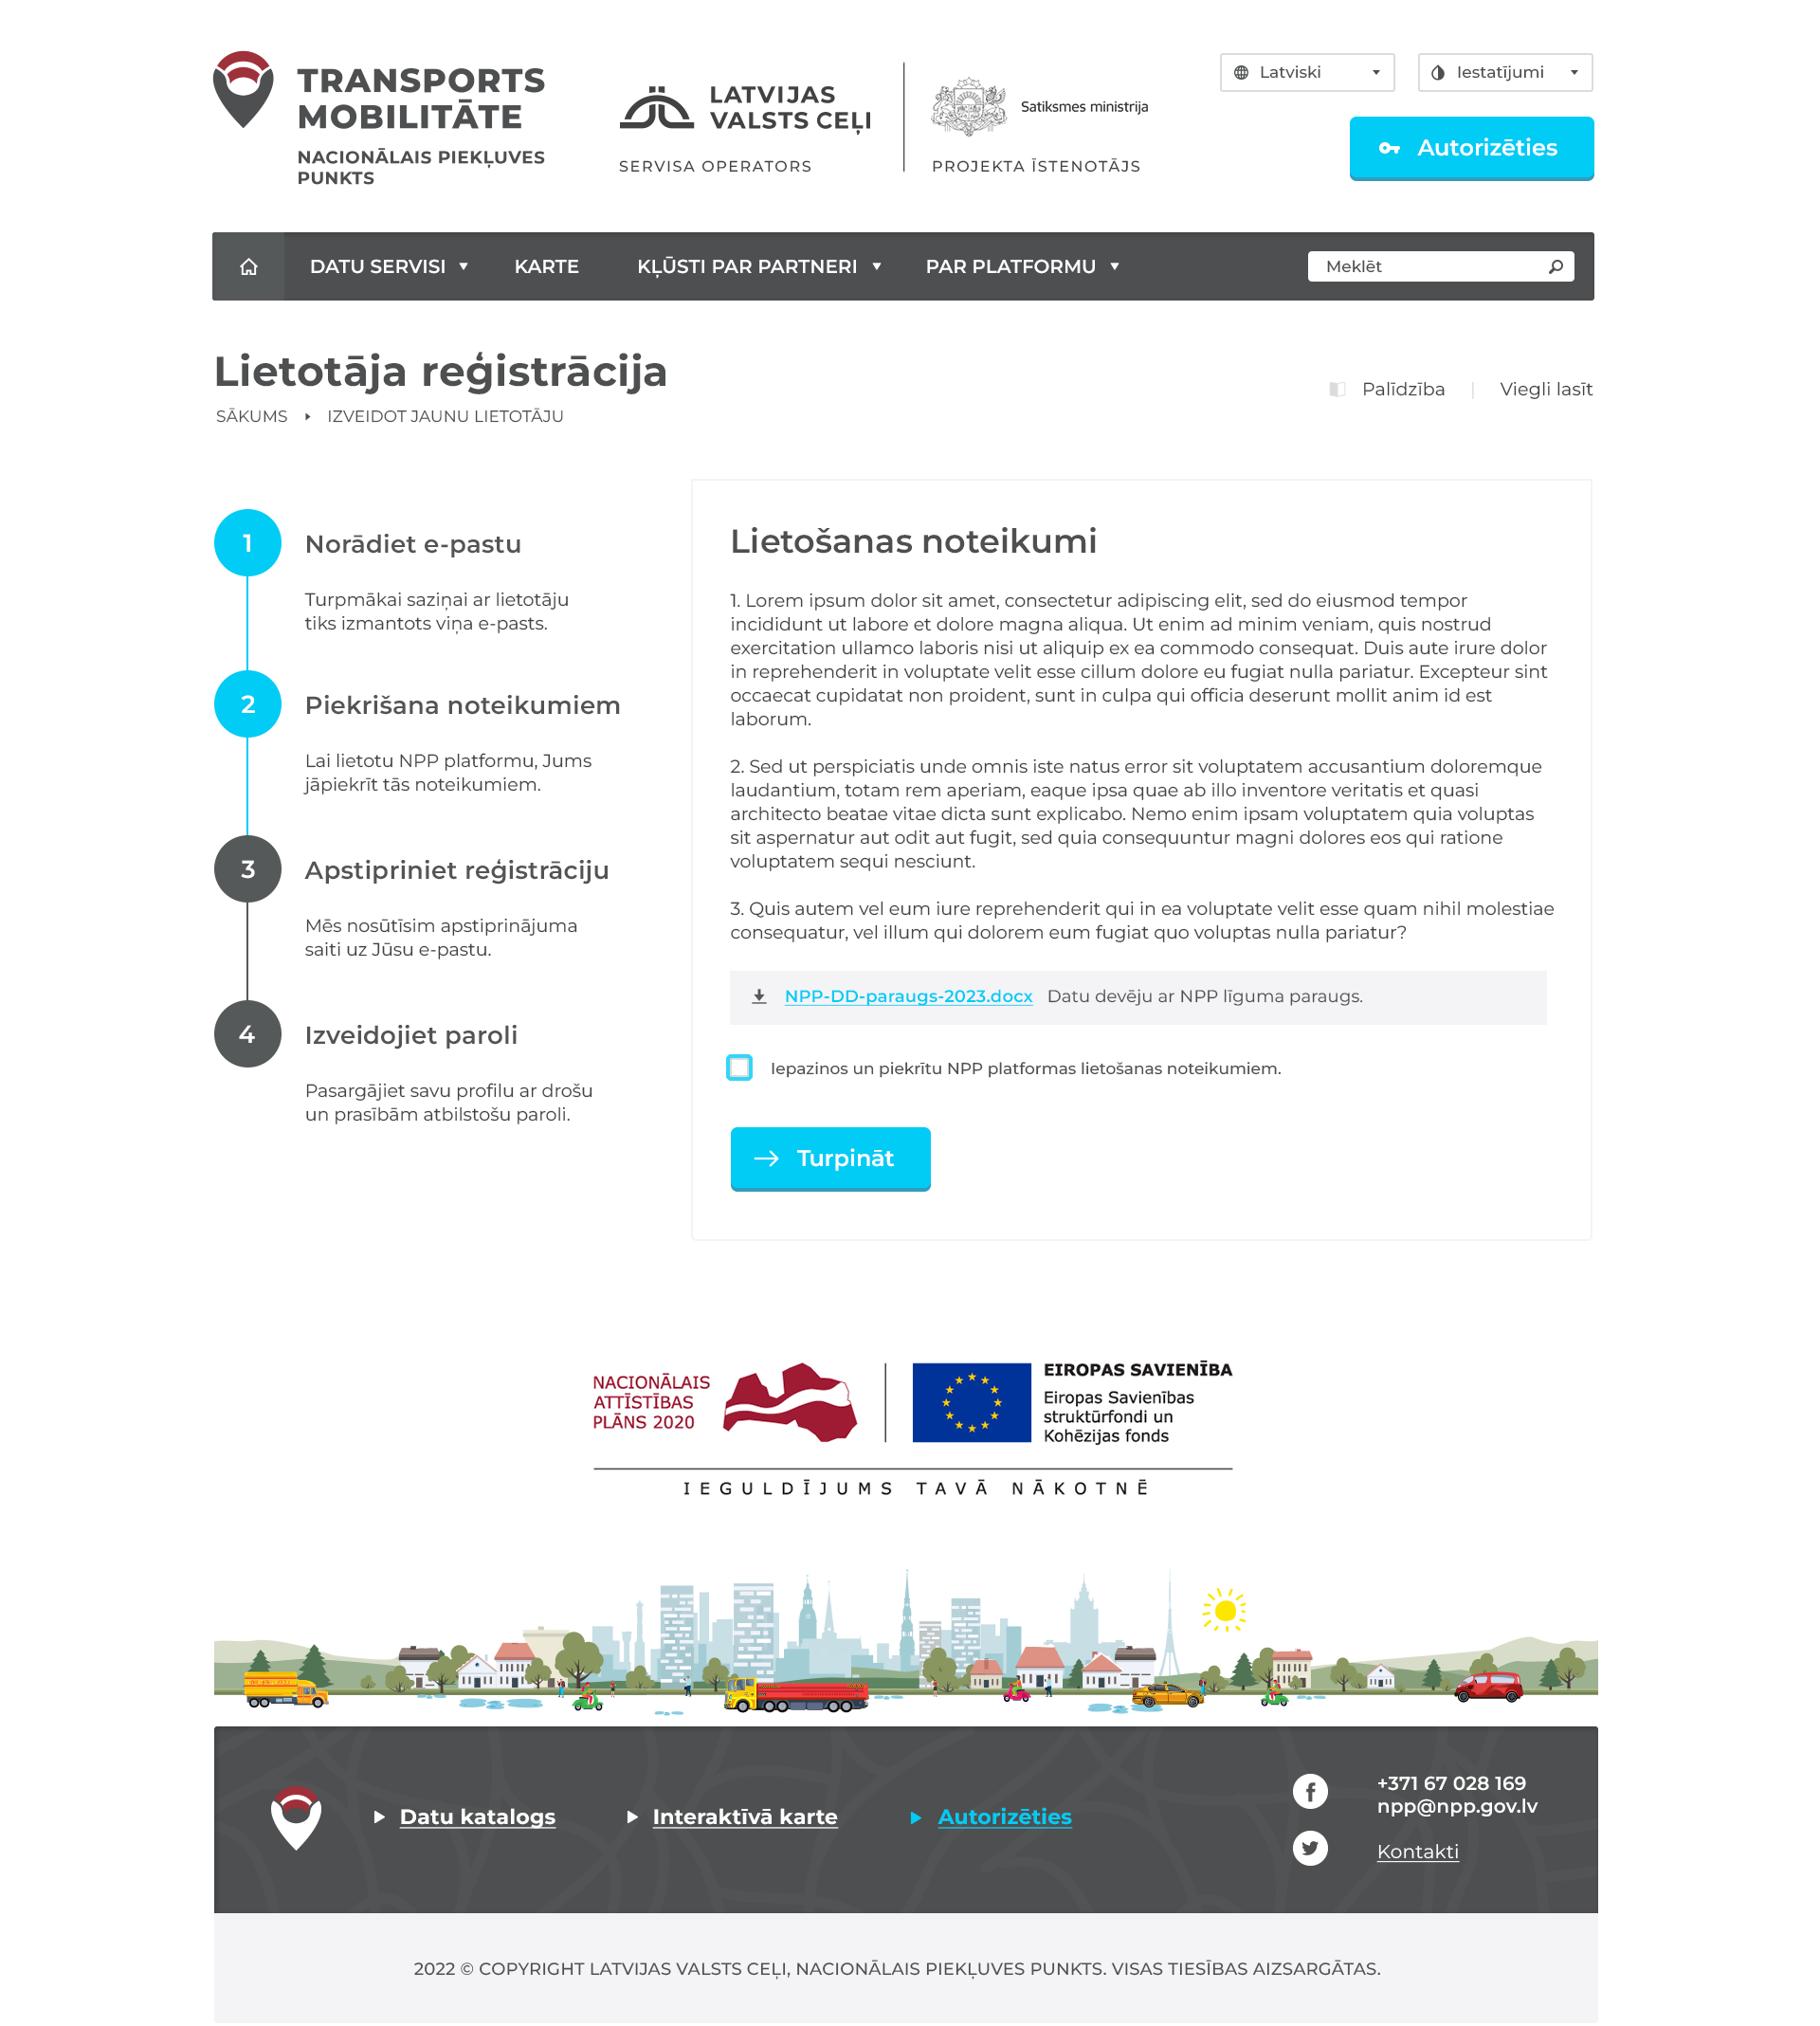 TRANSPORTS
MOBILITĀTE
NACIONĀLAIS PIEKĻUVES
PUNKTS
LATVIJAS
VALSTS CEĻI
SERVISA OPERATORS
Satiksmes ministrija
PROJEKTA ĪSTENOTĀJS
Latviski
Iestatījumi
Autorizēties
DATU SERVISI
KARTE
KĻŪSTI PAR PARTNERI
PAR PLATFORMU
Meklēt
Lietotāja reģistrācija
SĀKUMS
IZVEIDOT JAUNU LIETOTĀJU
Palīdzība
Viegli lasīt
1
Norādiet e-pastu
Turpmākai saziņai ar lietotāju
tiks izmantots viņa e-pasts.
2
Piekrišana noteikumiem
Lai lietotu NPP platformu, Jums
jāpiekrīt tās noteikumiem.
3
Apstipriniet reģistrāciju
Mēs nosūtīsim apstiprinājuma
saiti uz Jūsu e-pastu.
4
Izveidojiet paroli
Pasargājiet savu profilu ar drošu
un prasībām atbilstošu paroli.
Lietošanas noteikumi
1. Lorem ipsum dolor sit amet, consectetur adipiscing elit, sed do eiusmod tempor
incididunt ut labore et dolore magna aliqua. Ut enim ad minim veniam, quis nostrud
exercitation ullamco laboris nisi ut aliquip ex ea commodo consequat. Duis aute irure dolor
in reprehenderit in voluptate velit esse cillum dolore eu fugiat nulla pariatur. Excepteur sint
occaecat cupidatat non proident, sunt in culpa qui officia deserunt mollit anim id est
laborum.
2. Sed ut perspiciatis unde omnis iste natus error sit voluptatem accusantium doloremque
laudantium, totam rem aperiam, eaque ipsa quae ab illo inventore veritatis et quasi
architecto beatae vitae dicta sunt explicabo. Nemo enim ipsam voluptatem quia voluptas
sit aspernatur aut odit aut fugit, sed quia consequuntur magni dolores eos qui ratione
voluptatem sequi nesciunt.
3. Quis autem vel eum iure reprehenderit qui in ea voluptate velit esse quam nihil molestiae
consequatur, vel illum qui dolorem eum fugiat quo voluptas nulla pariatur?
NPP-DD-paraugs-2023.docx Datu devēju ar NPP līguma paraugs.
Iepazinos un piekrītu NPP platformas lietošanas noteikumiem.
Turpināt
NACIONĀLAIS
ATTĪSTĪBAS
PLĀNS 2020
EIROPAS SAVIENĪBA
Eiropas Savienības
struktūrfondi un
Kohēzijas fonds
IEGULDĪJUMS TAVĀ NĀKOTNĒ
Datu katalogs
Interaktīvā karte
Autorizēties
+371 67 028 169
npp@npp.gov.lv
Kontakti
2022 © COPYRIGHT LATVIJAS VALSTS CEĻI, NACIONĀLAIS PIEKĻUVES PUNKTS. VISAS TIESĪBAS AIZSARGĀTAS.